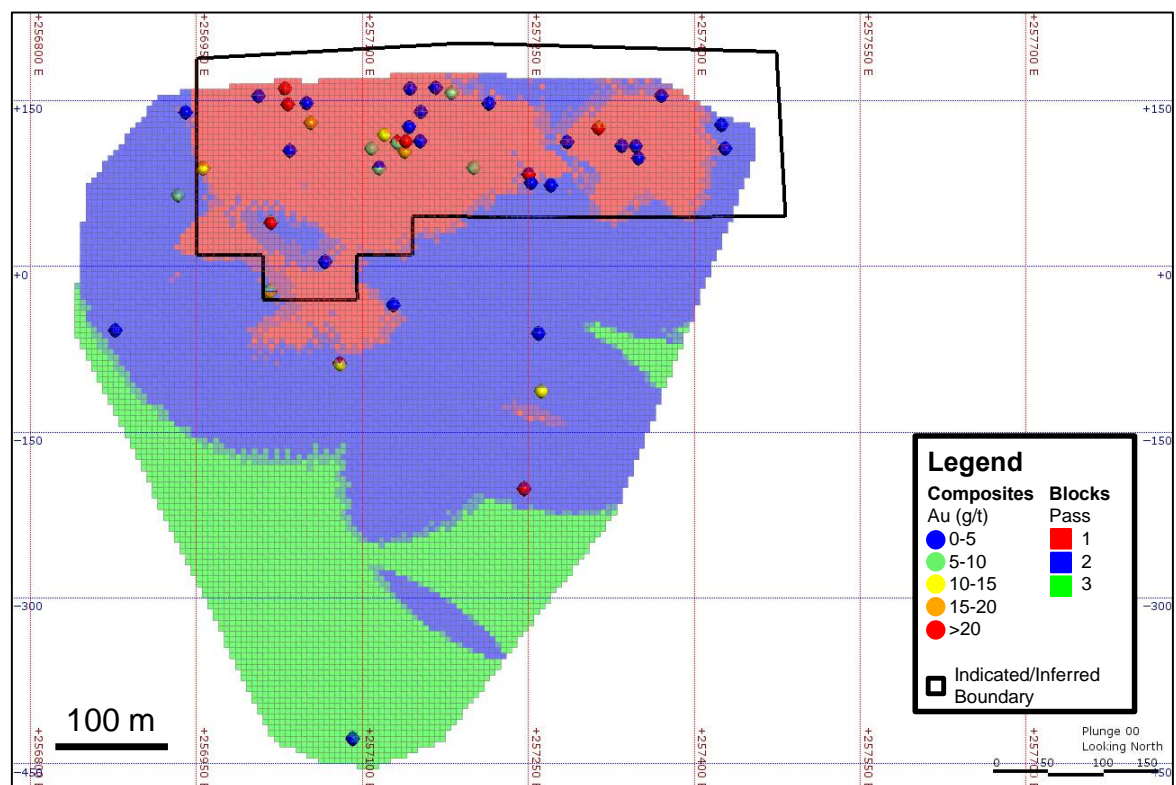 +256800 E
+256950 E
+257100 E
+257250 E
+257400 E
+257550 E
+257700 E
+150
+150
+0
+0
−150
−150
−300
−300
−450
Legend
Composites Blocks
Au (g/t) Pass
0-5 1
5-10 2
10-15 3
15-20
>20
Indicated/Inferred
Boundary
100 m
Plunge 00
Looking North
0 50 100 150
+256800 E
+256950 E
+257100 E
+257250 E
+257400 E
+257550 E